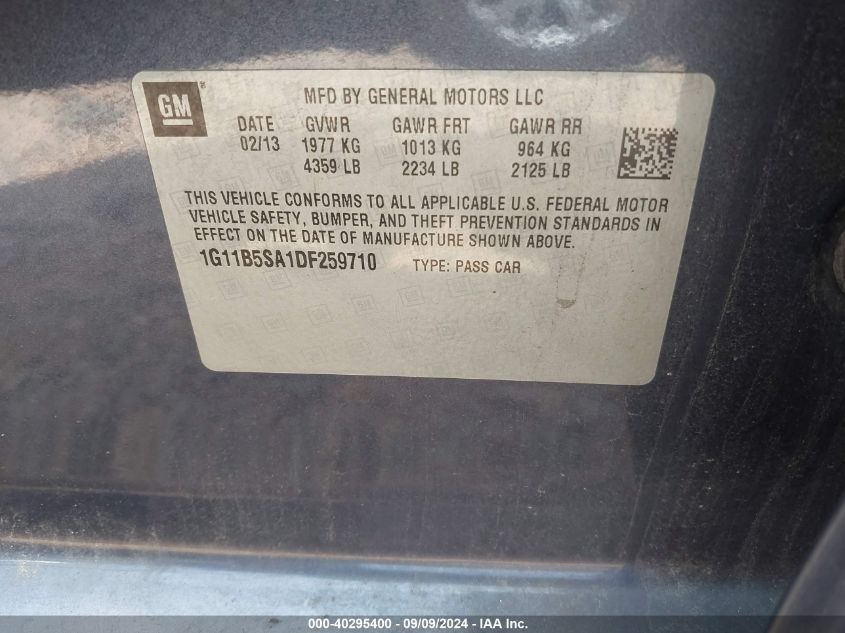 GM
MFD BY GENERAL MOTORS LLC
DATE GVWR GAWR FRT GAWR RR
02/13 1977 KG 1013 KG 964 KG
4359 LB 2234 LB 2125 LB
THIS VEHICLE CONFORMS TO ALL APPLICABLE U.S. FEDERAL MOTOR
VEHICLE SAFETY, BUMPER, AND THEFT PREVENTION STANDARDS IN
EFFECT ON THE DATE OF MANUFACTURE SHOWN ABOVE.
1G11B5SA1DF259710 TYPE: PASS CAR
000-40295400 - 09/09/2024 - IAA Inc.